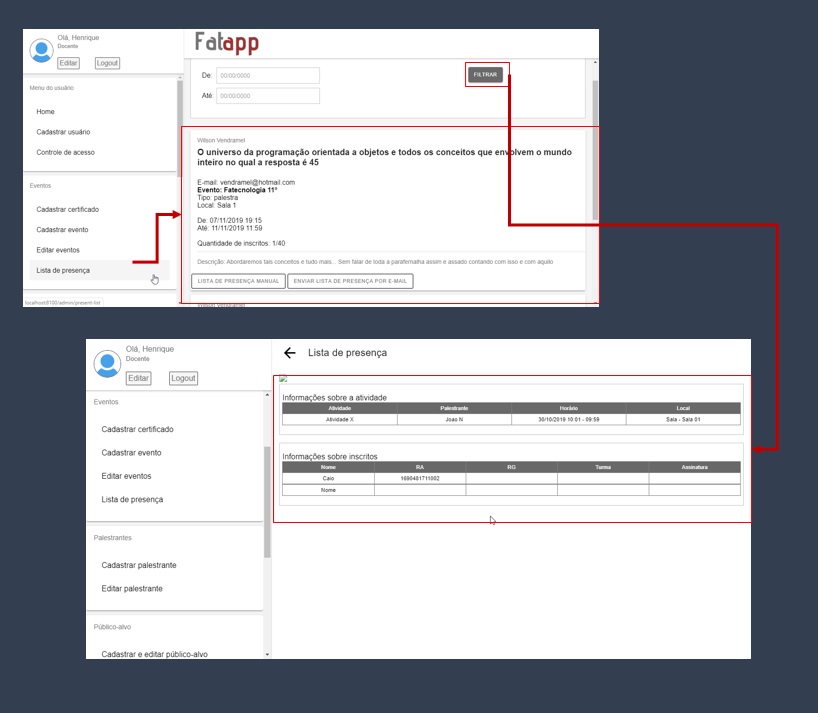 Olá, Henrique
Docente
Editar
Logout
Menu do usuário
Home
Cadastrar usuário
Controle de acesso
Eventos
Cadastrar certificado
Cadastrar evento
Editar eventos
Lista de presença
localhost:8100/admin/present-list
Fatapp
De: 00/00/0000
Até: 00/00/0000
FILTRAR
Wilson Vendramel
O universo da programação orientada a objetos e todos os conceitos que envolvem o mundo
inteiro no qual a resposta é 45
E-mail: vendramel@hotmail.com
Evento: Fatecnologia 11º
Tipo: palestra
Local: Sala 1
De: 07/11/2019 19:15
Até: 11/11/2019 11:59
Quantidade de inscritos: 1/40
Descrição: Abordaremos tais conceitos e tudo mais... Sem falar de toda a parafernalha assim e assado contando com isso e com aquilo
LISTA DE PRESENÇA MANUAL
ENVIAR LISTA DE PRESENÇA POR E-MAIL
Wilson Vendramel
Olá, Henrique
Docente
Editar
Logout
Eventos
Cadastrar certificado
Cadastrar evento
Editar eventos
Lista de presença
Palestrantes
Cadastrar palestrante
Editar palestrante
Público-alvo
Cadastrar e editar público-alvo
Lista de presença
Informações sobre a atividade
Atividade Palestrante Horário Local
Atividade X Joao N 30/10/2019 10:01 - 09:59 Sala - Sala 01
Informações sobre inscritos
Nome RA RG Turma Assinatura
Caio 1690481711002
Nome